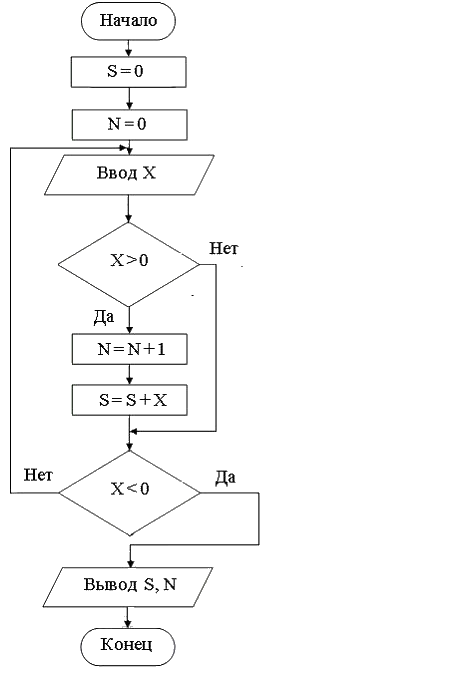 Начало
S=0
N=0
Ввод X
X>0
Нет
Да
N=N+1
S=S+X
Нет
X<0
Да
Вывод S, N
Конец